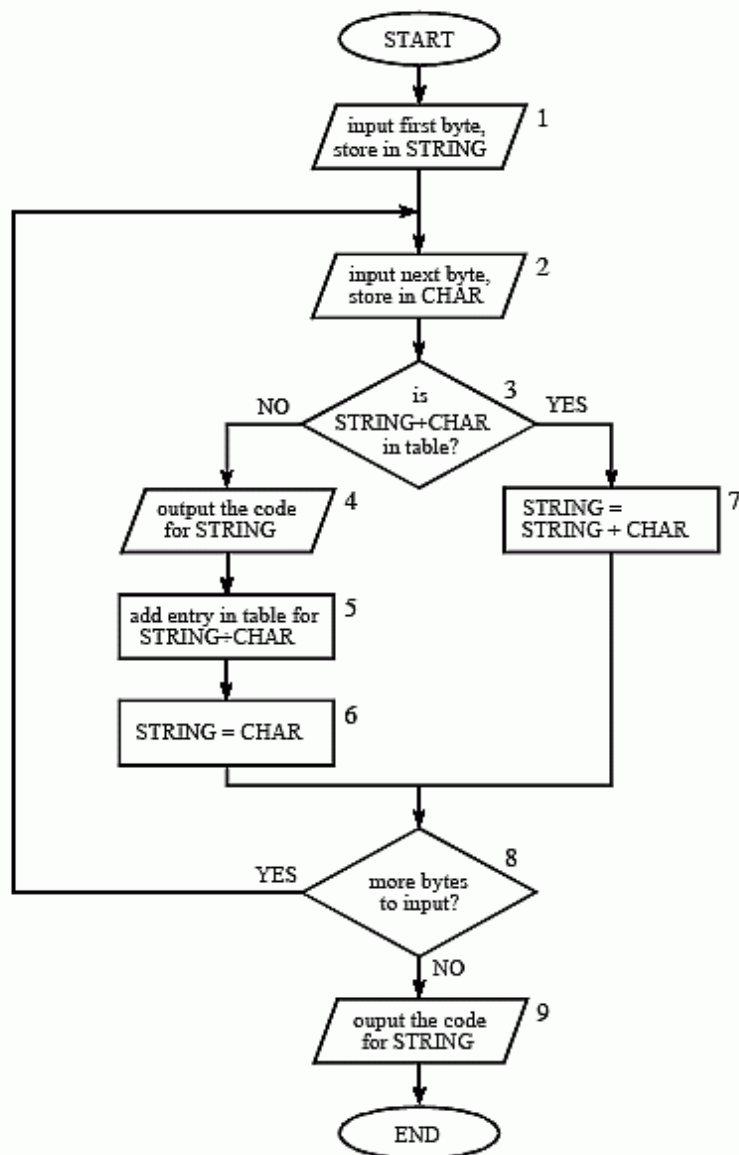 START
1
input first byte,
store in STRING
2
input next byte,
store in CHAR
3
is
STRING+CHAR
in table?
NO
YES
4
output the code
for STRING
7
STRING =
STRING + CHAR
5
add entry in table for
STRING+CHAR
6
STRING = CHAR
8
more bytes
to input?
YES
NO
9
ouput the code
for STRING
END